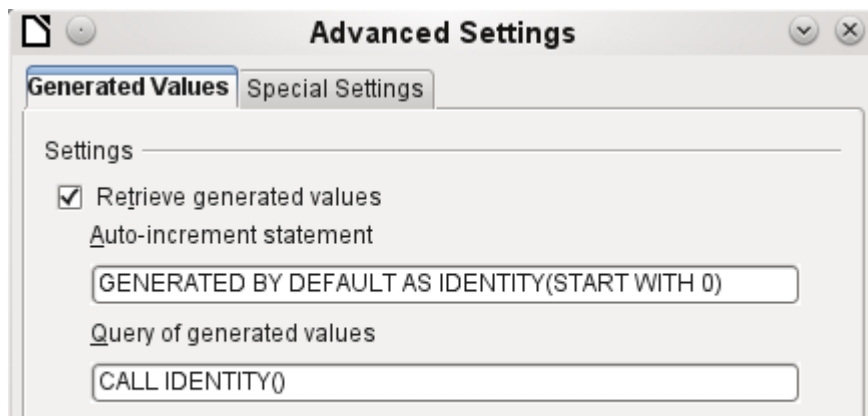 Advanced Settings
Generated Values Special Settings
Settings
Retrieve generated values
Auto-increment statement
GENERATED BY DEFAULT AS IDENTITY(START WITH 0)
Query of generated values
CALL IDENTITY()